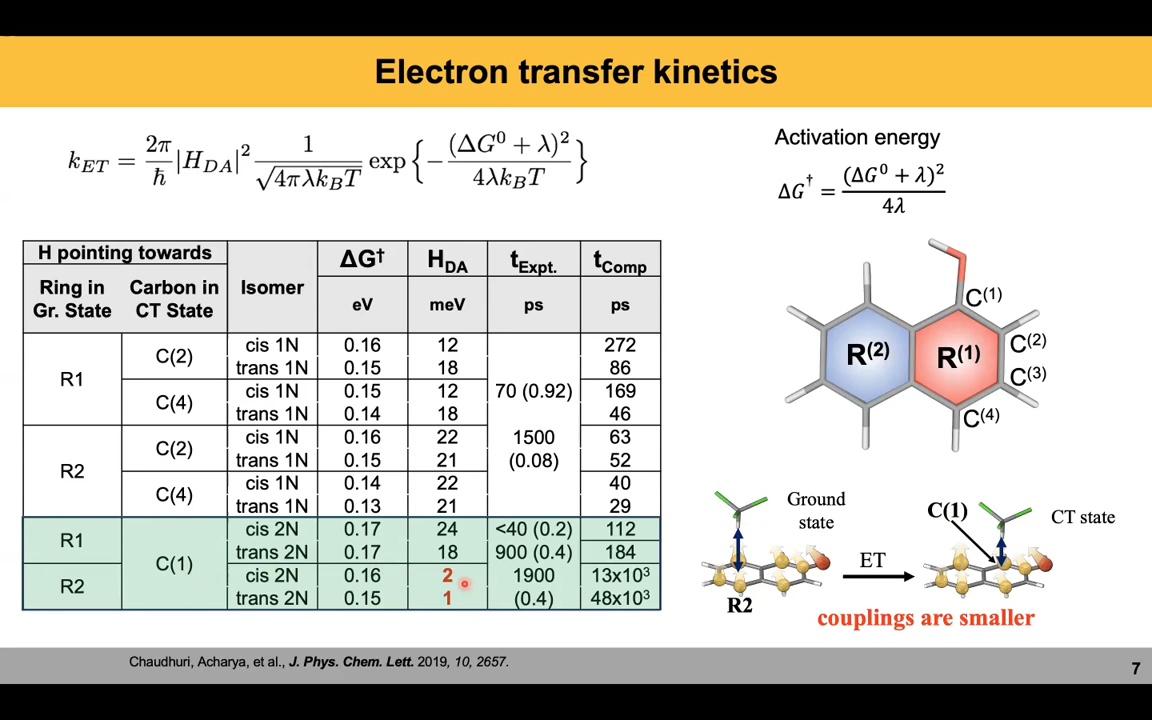 Electron transfer kinetics
k_ET = 2π/ħ |H_DA|² 1/√(4πλk_BT) exp{−(ΔG⁰ + λ)²/4λk_BT}
Activation energy
ΔG† = (ΔG⁰ + λ)²/4λ
H pointing towards Isomer ΔG† H_DA t_Expt. t_Comp
Ring in Gr. State Carbon in CT State eV meV ps ps
R1 C(2) cis 1N 0.16 12 70 (0.92) 272
trans 1N 0.15 18 86
C(4) cis 1N 0.15 12 169
trans 1N 0.14 18 46
R2 C(2) cis 1N 0.16 22 1500 63
trans 1N 0.15 21 (0.08) 52
C(4) cis 1N 0.14 22 40
trans 1N 0.13 21 29
R1 C(1) cis 2N 0.17 24 <40 (0.2) 112
trans 2N 0.17 18 900 (0.4) 184
R2 cis 2N 0.16 2 1900 13x10³
trans 2N 0.15 1 (0.4) 48x10³
C⁽¹⁾
R⁽²⁾ R⁽¹⁾ C⁽²⁾
C⁽³⁾
C⁽⁴⁾
Ground
state
C(1)
CT state
ET
R2
couplings are smaller
Chaudhuri, Acharya, et al., J. Phys. Chem. Lett. 2019, 10, 2657.
7